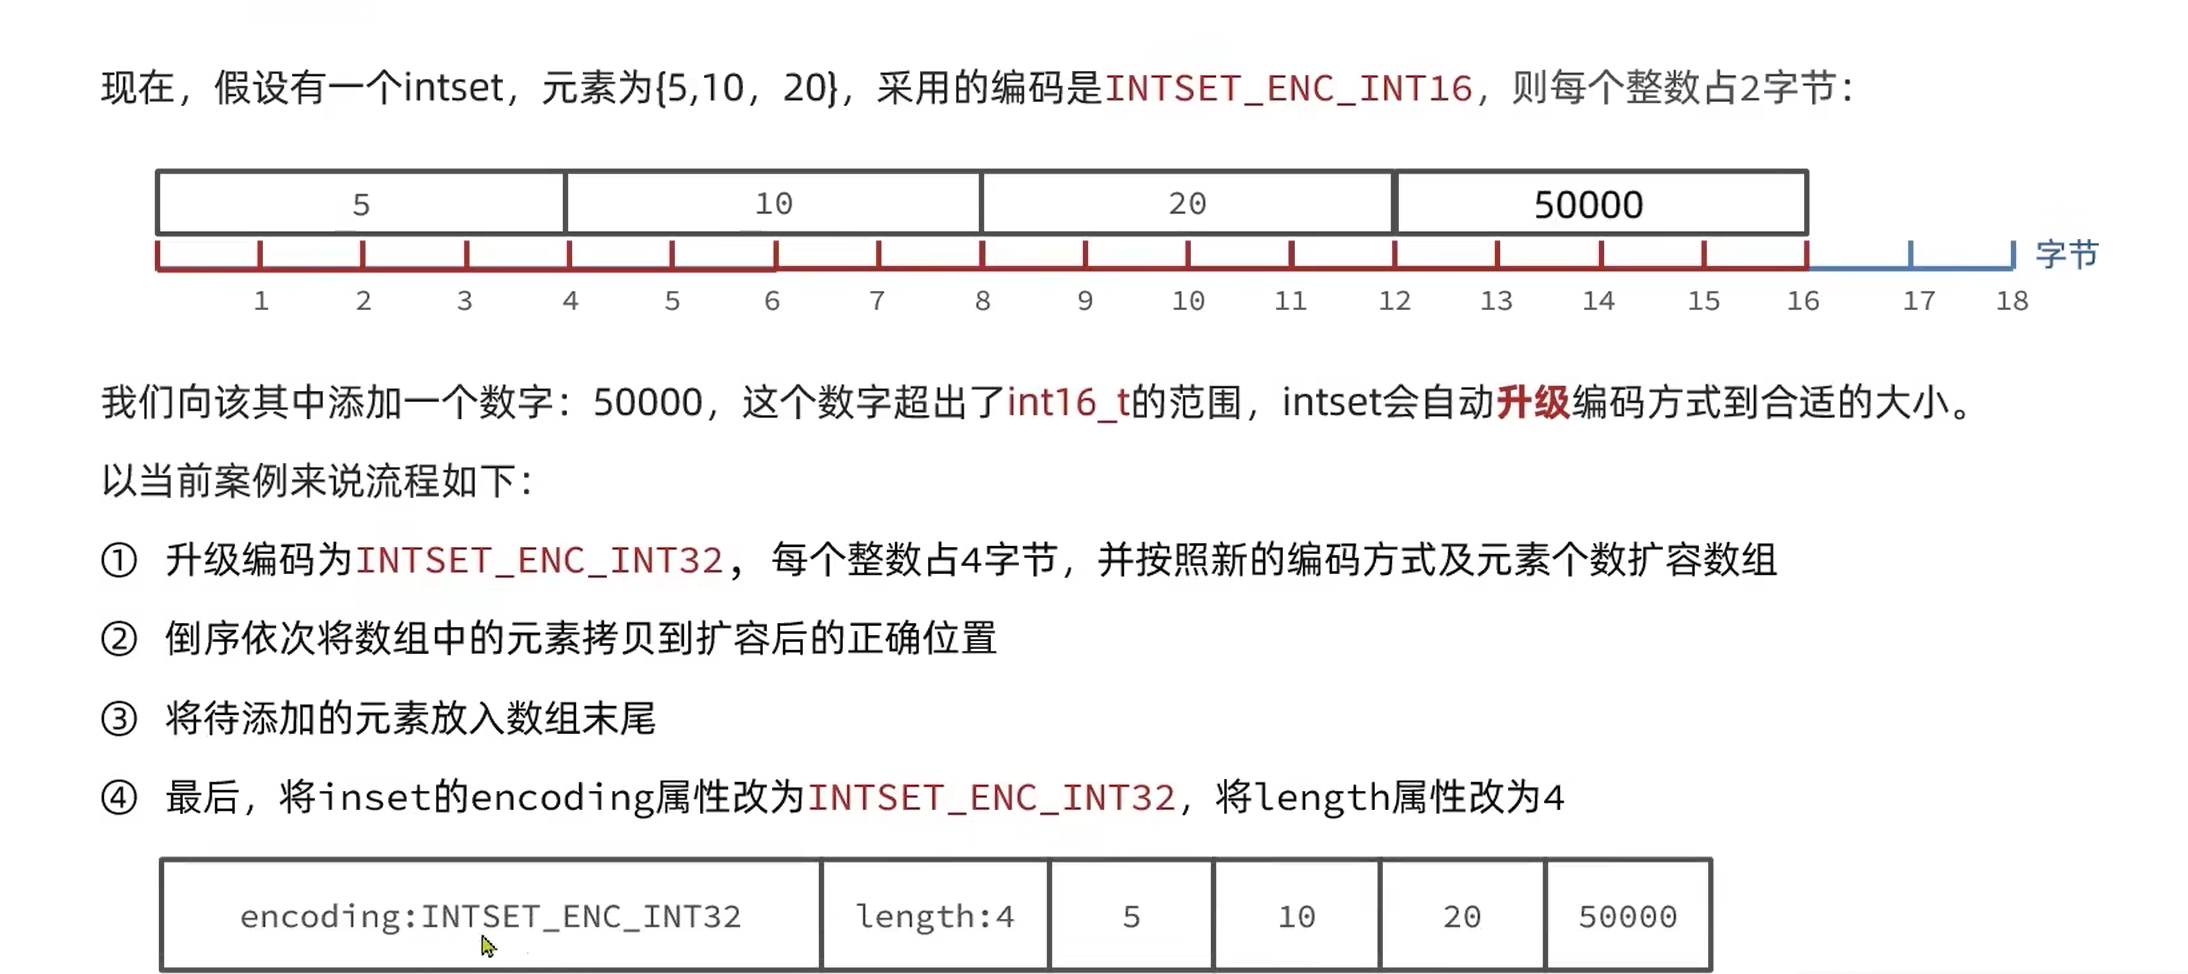 现在，假设有一个intset，元素为{5,10，20}，采用的编码是INTSET_ENC_INT16，则每个整数占2字节：
5 10 20 50000
字节
1 2 3 4 5 6 7 8 9 10 11 12 13 14 15 16 17 18
我们向该其中添加一个数字：50000，这个数字超出了int16_t的范围，intset会自动升级编码方式到合适的大小。
以当前案例来说流程如下：
① 升级编码为INTSET_ENC_INT32， 每个整数占4字节，并按照新的编码方式及元素个数扩容数组
② 倒序依次将数组中的元素拷贝到扩容后的正确位置
③ 将待添加的元素放入数组末尾
④ 最后，将inset的encoding属性改为INTSET_ENC_INT32，将length属性改为4
encoding:INTSET_ENC_INT32 length:4 5 10 20 50000